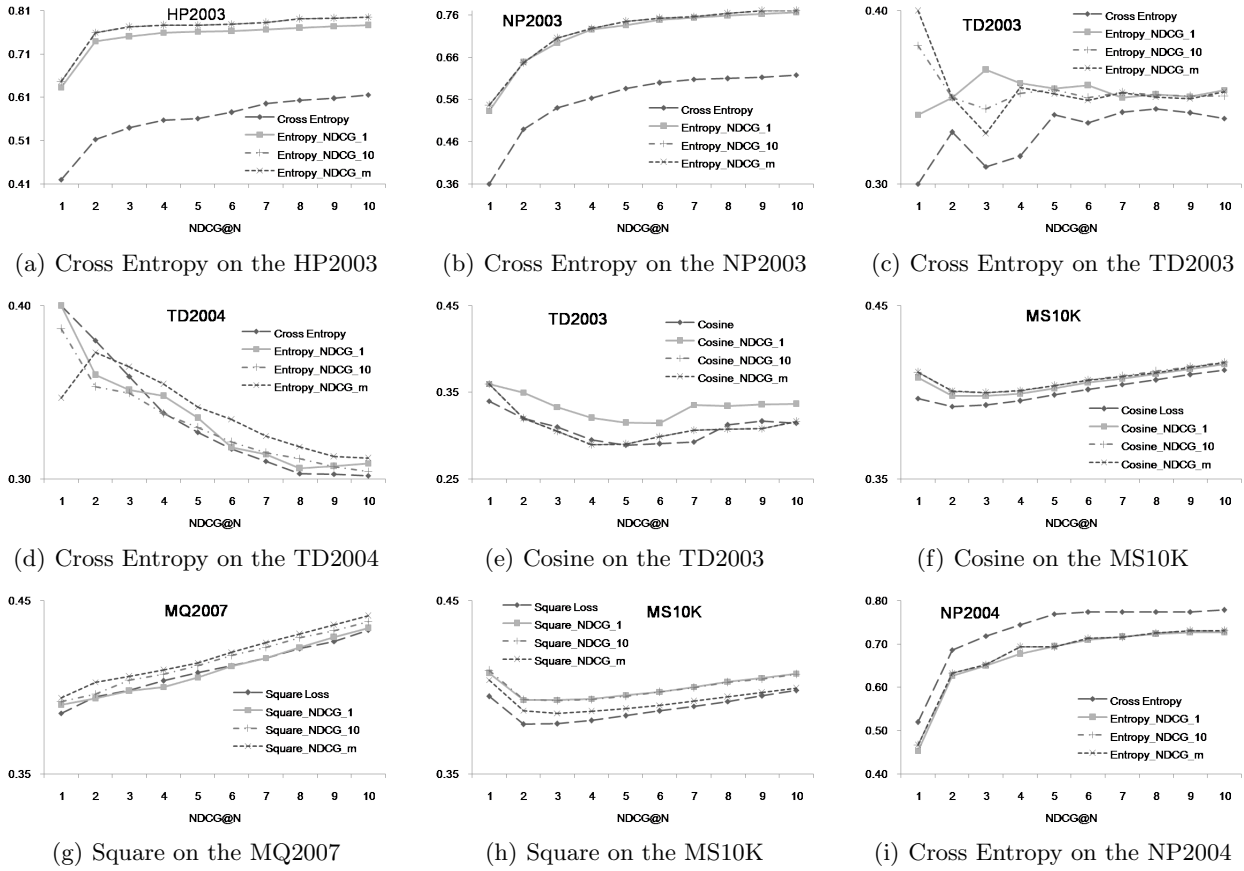 HP2003
0.81
0.71
0.61
0.51
0.41
Cross Entropy
Entropy_NDCG_1
Entropy_NDCG_10
Entropy_NDCG_m
1 2 3 4 5 6 7 8 9 10
NDCG@N
(a) Cross Entropy on the HP2003
NP2003
0.76
0.66
0.56
0.46
0.36
Cross Entropy
Entropy_NDCG_1
Entropy_NDCG_10
Entropy_NDCG_m
1 2 3 4 5 6 7 8 9 10
NDCG@N
(b) Cross Entropy on the NP2003
TD2003
0.40
0.30
Cross Entropy
Entropy_NDCG_1
Entropy_NDCG_10
Entropy_NDCG_m
1 2 3 4 5 6 7 8 9 10
NDCG@N
(c) Cross Entropy on the TD2003
TD2004
0.40
0.30
Cross Entropy
Entropy_NDCG_1
Entropy_NDCG_10
Entropy_NDCG_m
1 2 3 4 5 6 7 8 9 10
NDCG@N
(d) Cross Entropy on the TD2004
TD2003
0.45
0.35
0.25
Cosine
Cosine_NDCG_1
Cosine_NDCG_10
Cosine_NDCG_m
1 2 3 4 5 6 7 8 9 10
NDCG@N
(e) Cosine on the TD2003
MS10K
0.45
0.35
Cosine Loss
Cosine_NDCG_1
Cosine_NDCG_10
Cosine_NDCG_m
1 2 3 4 5 6 7 8 9 10
NDCG@N
(f) Cosine on the MS10K
MQ2007
0.45
0.35
Square Loss
Square_NDCG_1
Square_NDCG_10
Square_NDCG_m
1 2 3 4 5 6 7 8 9 10
NDCG@N
(g) Square on the MQ2007
MS10K
0.45
0.35
Square Loss
Square_NDCG_1
Square_NDCG_10
Square_NDCG_m
1 2 3 4 5 6 7 8 9 10
NDCG@N
(h) Square on the MS10K
NP2004
0.80
0.70
0.60
0.50
0.40
Cross Entropy
Entropy_NDCG_1
Entropy_NDCG_10
Entropy_NDCG_m
1 2 3 4 5 6 7 8 9 10
NDCG@N
(i) Cross Entropy on the NP2004